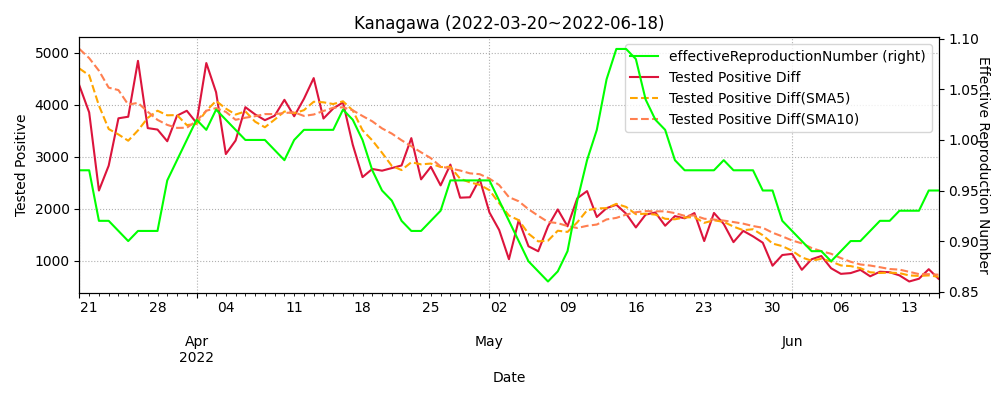 Kanagawa (2022-03-20~2022-06-18)
effectiveReproductionNumber (right)
Tested Positive Diff
Tested Positive Diff(SMA5)
Tested Positive Diff(SMA10)
Tested Positive
5000
4000
3000
2000
1000
1.10
1.05
1.00
0.95
0.90
0.85
Effective Reproduction Number
21 28 04 11 18 25 02 09 16 23 30 06 13
Apr May Jun
2022
Date